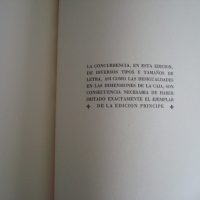 LA CONCURRENCIA, EN ESTA EDICION,
DE DIVERSOS TIPOS E TAMAÑOS DE
LETRA, ASI COMO LAS DESIGUALDADES
EN LAS DIMENSIONES DE LA CAJA, SON
CONSECUENCIA NECESARIA DE HABER
IMITADO EXACTAMENTE EL EJEMPLAR
DE LA EDICION PRINCIPE